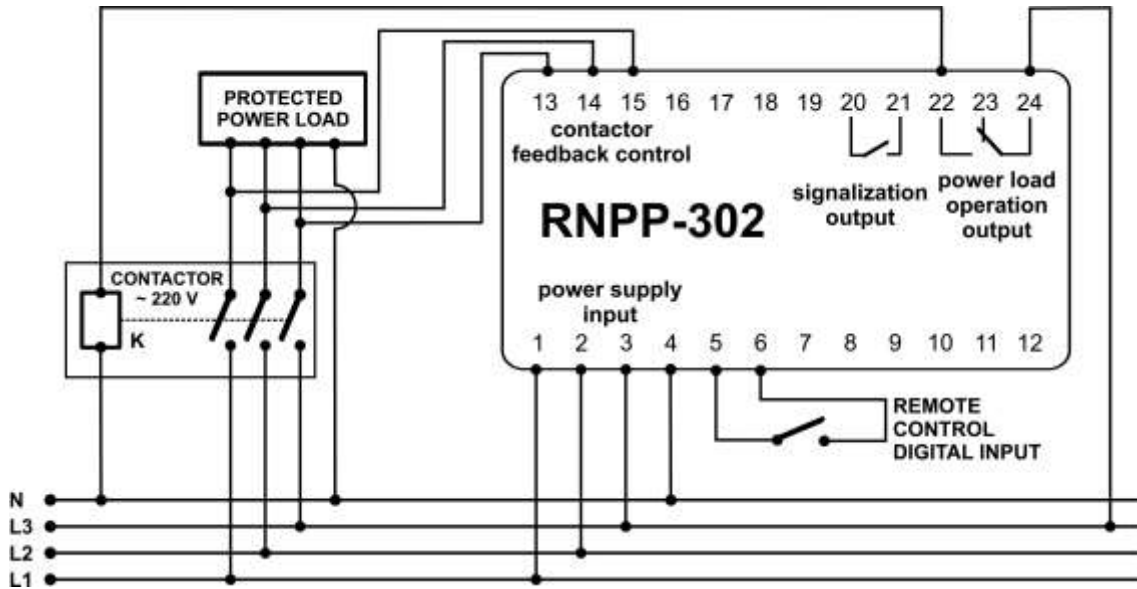 PROTECTED
POWER LOAD
13 14 15 16 17 18 19 20 21 22 23 24
contactor
feedback control
signalization
output
power load
operation
output
RNPP-302
CONTACTOR
~ 220 V
K
power supply
input
1 2 3 4 5 6 7 8 9 10 11 12
REMOTE
CONTROL
DIGITAL INPUT
N
L3
L2
L1